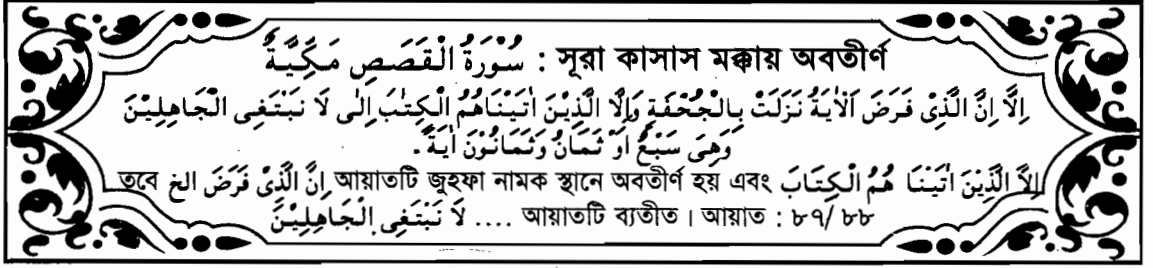 سُوْرَةُ الْقَصَصِ مَكِّيَّةٌ : সূরা কাসাস মক্কায় অবতীর্ণ
اِلَّا اِنَّ الَّذِىْ فَرَضَ اَلْاٰيَةُ نَزَلَتْ بِالْجُحْفَةِ وَاِلَّا الَّذِيْنَ اٰتَيْنَاهُمُ الْكِتٰبَ اِلٰى لَا نَبْتَغِى الْجَاهِلِيْنَ
وَهِىَ سَبْعٌ اَوْ ثَمَانٌ وَثَمَانُوْنَ اٰيَةً .
তবে اِنَّ الَّذِىْ فَرَضَ الخ আয়াতটি জুহফা নামক স্থানে অবতীর্ণ হয় এবং اِلَّا الَّذِيْنَ اٰتَيْنَا هُمُ الْكِتَابَ
لَا نَبْتَغِى الْجَاهِلِيْنَ .... আয়াতটি ব্যতীত। আয়াত : ৮৭/৮৮